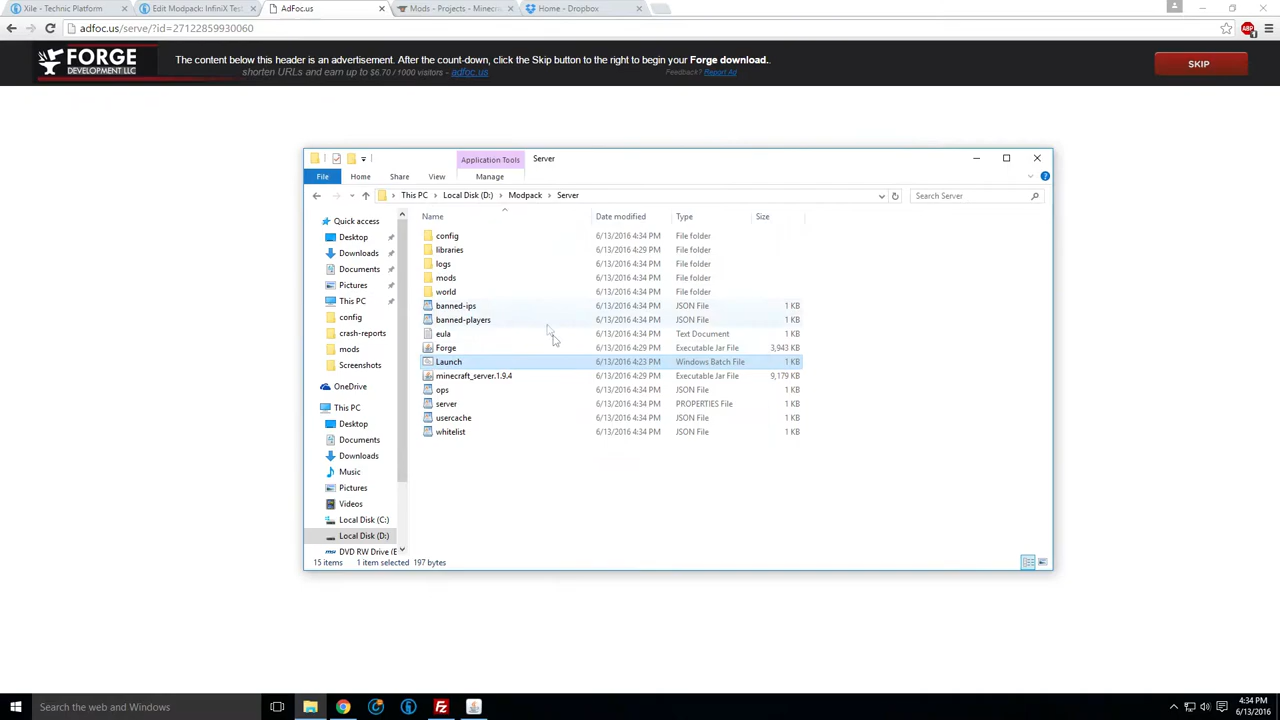 Xile - Technic Platform
Edit Modpack: InfiniX Test
AdFoc.us
Mods - Projects - Minecr
Home - Dropbox
adfoc.us/serve/?id=27122859930060
ABP
FORGE
DEVELOPMENT LLC
The content below this header is an advertisement. After the count-down, click the Skip button to the right to begin your Forge download..
shorten URLs and earn up to $6.70 /1000 visitors - adfoc.us
Feedback? Report Ad
SKIP
Application Tools
Server
File
Home
Share
View
Manage
This PC
Local Disk (D:)
Modpack
Server
Search Server
Name
Date modified
Type
Size
Quick access
Desktop
Downloads
Documents
Pictures
This PC
config
crash-reports
mods
Screenshots
OneDrive
This PC
Desktop
Documents
Downloads
Music
Pictures
Videos
Local Disk (C:)
Local Disk (D:)
DVD RW Drive (E
config 6/13/2016 4:34 PM File folder
libraries 6/13/2016 4:29 PM File folder
logs 6/13/2016 4:34 PM File folder
mods 6/13/2016 4:34 PM File folder
world 6/13/2016 4:34 PM File folder
banned-ips 6/13/2016 4:34 PM JSON File 1 KB
banned-players 6/13/2016 4:34 PM JSON File 1 KB
eula 6/13/2016 4:34 PM Text Document 1 KB
Forge 6/13/2016 4:29 PM Executable Jar File 3,943 KB
Launch 6/13/2016 4:23 PM Windows Batch File 1 KB
minecraft_server.1.9.4 6/13/2016 4:29 PM Executable Jar File 9,179 KB
ops 6/13/2016 4:34 PM JSON File 1 KB
server 6/13/2016 4:34 PM PROPERTIES File 1 KB
usercache 6/13/2016 4:34 PM JSON File 1 KB
whitelist 6/13/2016 4:34 PM JSON File 1 KB
15 items
1 item selected 197 bytes
Search the web and Windows
4:34 PM
6/13/2016